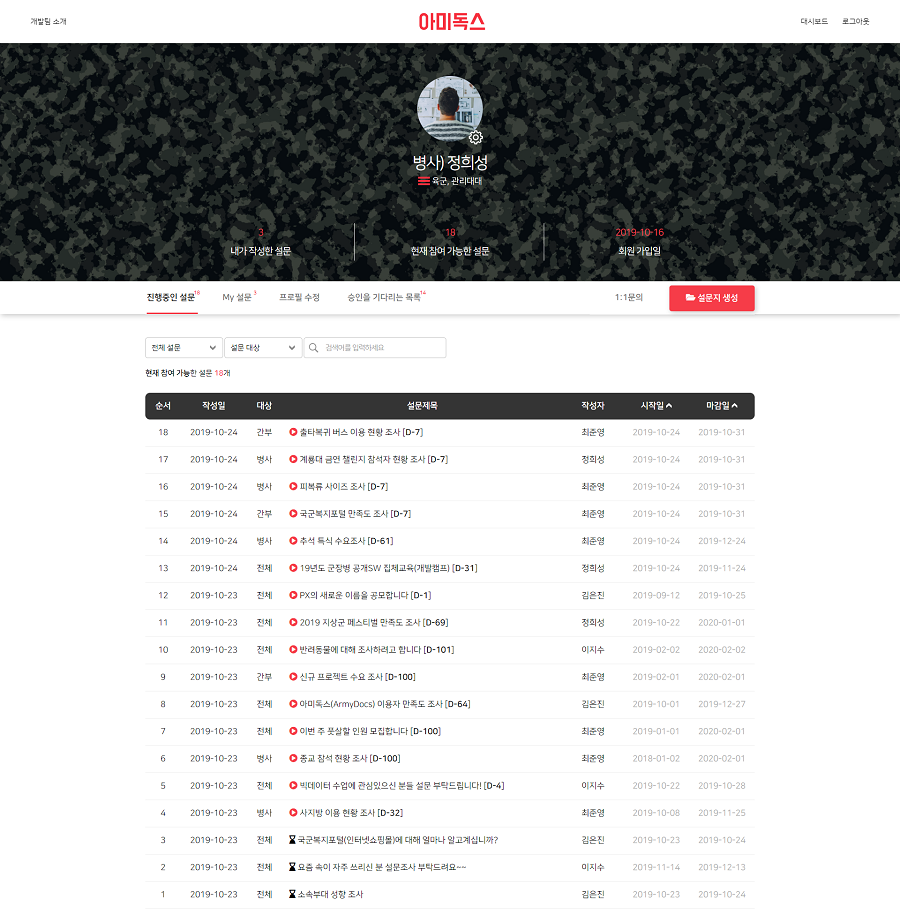 개발팀 소개
아미독스
대시보드 로그아웃
병사) 정희성
육군, 관리대대
3 18 2019-10-16
내가 작성한 설문 현재 참여 가능한 설문 회원 가입일
진행중인 설문 18 My 설문 3 프로필 수정 승인을 기다리는 목록 14 1:1문의 설문지 생성
전체 설문 설문 대상 검색어를 입력하세요
현재 참여 가능한 설문 18개
순서 작성일 대상 설문제목 작성자 시작일 마감일
18 2019-10-24 간부 출타복귀 버스 이용 현황 조사 [D-7] 최준영 2019-10-24 2019-10-31
17 2019-10-24 병사 계룡대 금연 챌린지 참석자 현황 조사 [D-7] 정희성 2019-10-24 2019-10-31
16 2019-10-24 병사 피복류 사이즈 조사 [D-7] 최준영 2019-10-24 2019-10-31
15 2019-10-24 간부 국군복지포털 만족도 조사 [D-7] 최준영 2019-10-24 2019-10-31
14 2019-10-24 병사 추석 특식 수요조사 [D-61] 최준영 2019-10-24 2019-12-24
13 2019-10-24 전체 19년도 군장병 공개SW 집체교육(개발캠프) [D-31] 정희성 2019-10-24 2019-11-24
12 2019-10-23 전체 PX의 새로운 이름을 공모합니다 [D-1] 김은진 2019-09-12 2019-10-25
11 2019-10-23 전체 2019 지상군 페스티벌 만족도 조사 [D-69] 정희성 2019-10-22 2020-01-01
10 2019-10-23 전체 반려동물에 대해 조사하려고 합니다 [D-101] 이지수 2019-02-02 2020-02-02
9 2019-10-23 간부 신규 프로젝트 수요 조사 [D-100] 최준영 2019-02-01 2020-02-01
8 2019-10-23 전체 아미독스(ArmyDocs) 이용자 만족도 조사 [D-64] 김은진 2019-10-01 2019-12-27
7 2019-10-23 전체 이번 주 풋살할 인원 모집합니다 [D-100] 최준영 2019-01-01 2020-02-01
6 2019-10-23 병사 종교 참석 현황 조사 [D-100] 최준영 2018-01-02 2020-02-01
5 2019-10-23 전체 빅데이터 수업에 관심있으신 분들 설문 부탁드립니다! [D-4] 이지수 2019-10-22 2019-10-28
4 2019-10-23 병사 사지방 이용 현황 조사 [D-32] 최준영 2019-10-08 2019-11-25
3 2019-10-23 전체 국군복지포털(인터넷쇼핑몰)에 대해 얼마나 알고계십니까? 김은진 2019-10-23 2019-10-24
2 2019-10-23 전체 요즘 속이 자주 쓰리신 분 설문조사 부탁드려요~~ 이지수 2019-11-14 2019-12-13
1 2019-10-23 전체 소속부대 성향 조사 김은진 2019-10-23 2019-10-24